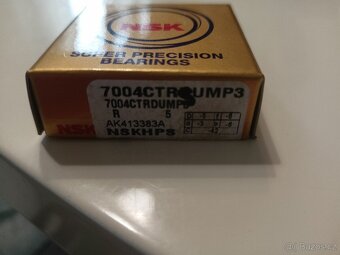 NSK
SUPER PRECISION
BEARINGS
7004CTRDUMP3
7004CTRDUMP3
R 5
NSK
AK413383A
NSKHPS